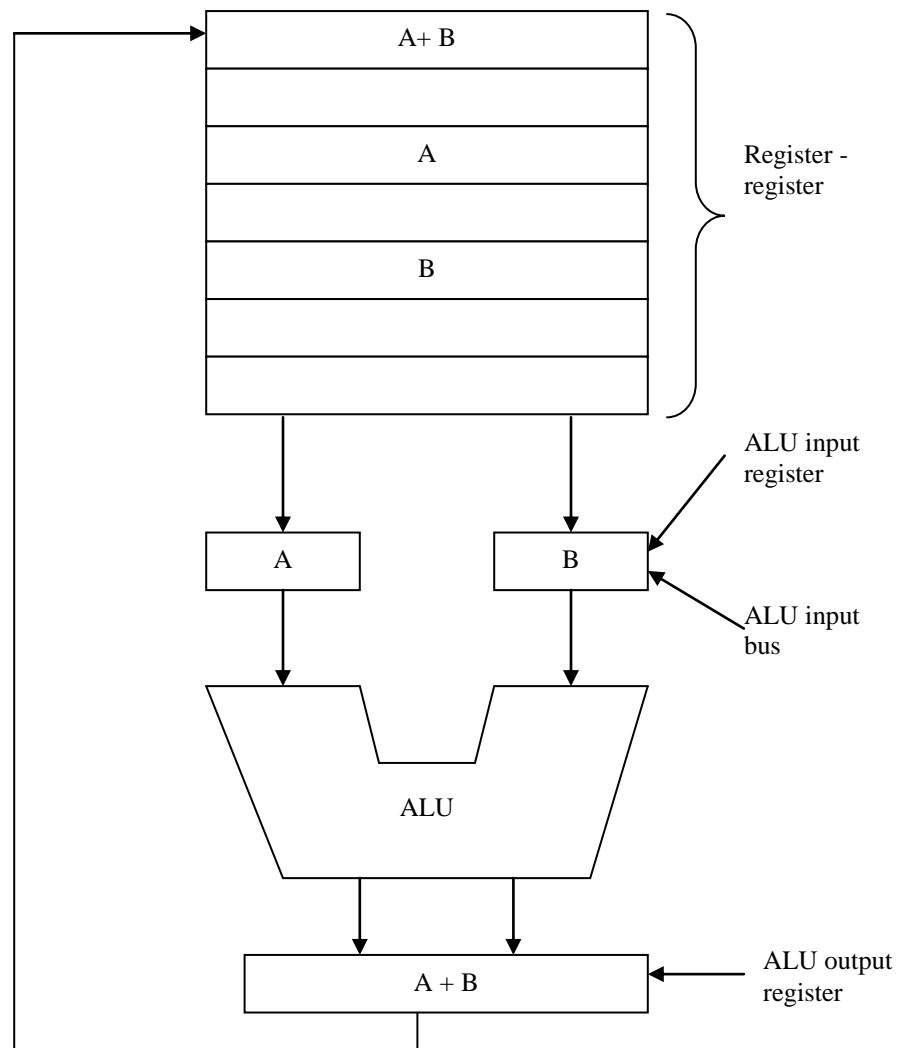 A+ B
A
B
Register -
register
ALU input
register
A
B
ALU input
bus
ALU
A + B
ALU output
register